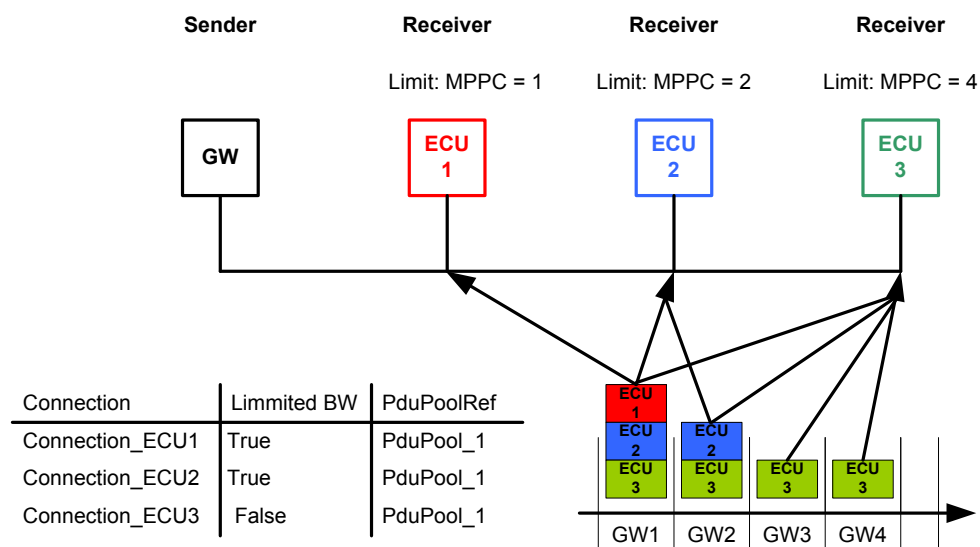 Sender Receiver Receiver Receiver
Limit: MPPC = 1 Limit: MPPC = 2 Limit: MPPC = 4
GW
ECU
1
ECU
2
ECU
3
Connection Limmited BW PduPoolRef
Connection_ECU1 True PduPool_1
Connection_ECU2 True PduPool_1
Connection_ECU3 False PduPool_1
ECU
1
ECU
2
ECU
3
ECU
2
ECU
3
ECU
3
ECU
3
GW1 GW2 GW3 GW4